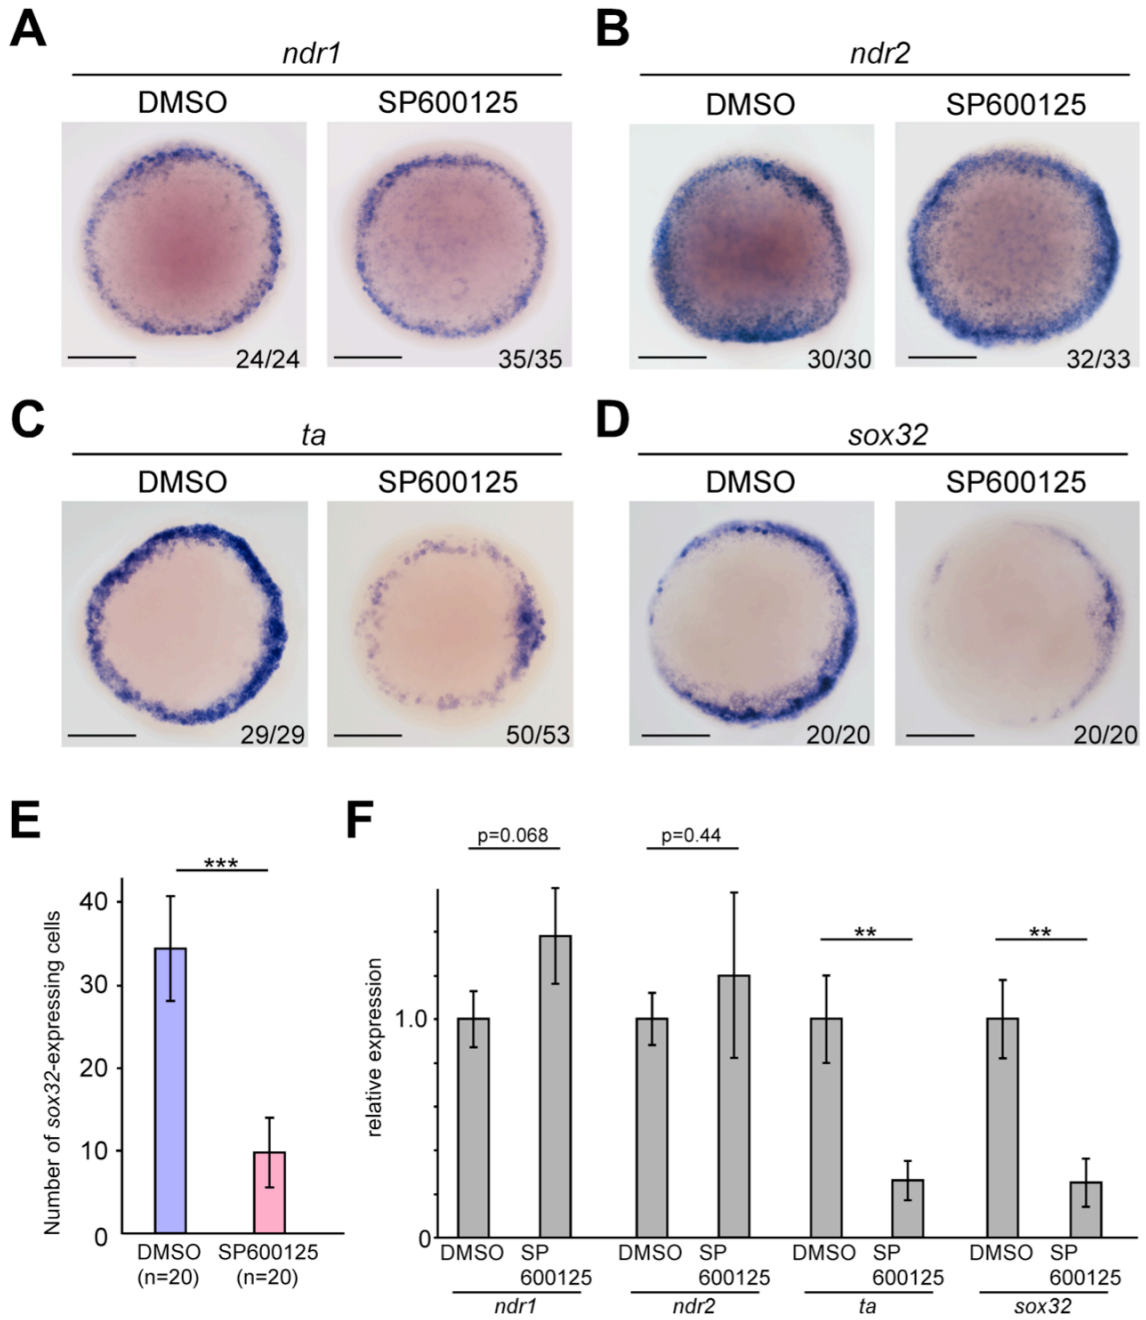 A
B
ndr1
ndr2
DMSO
SP600125
DMSO
SP600125
24/24
35/35
30/30
32/33
C
D
ta
sox32
DMSO
SP600125
DMSO
SP600125
29/29
50/53
20/20
20/20
E
F
Number of sox32-expressing cells
40
30
20
10
0
***
DMSO
(n=20)
SP600125
(n=20)
relative expression
1.0
0
p=0.068
p=0.44
**
**
DMSO
SP
600125
DMSO
SP
600125
DMSO
SP
600125
DMSO
SP
600125
ndr1
ndr2
ta
sox32